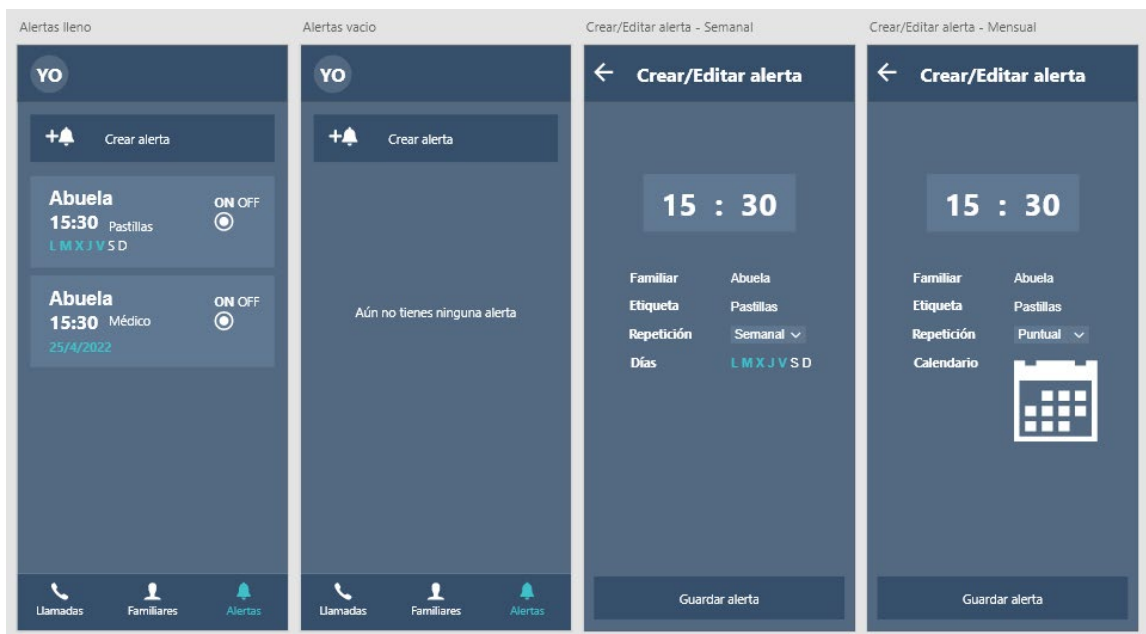 Alertas lleno
YO
Crear alerta
Abuela
ON OFF
15:30 Pastillas
L M X J V S D
Abuela
ON OFF
15:30 Médico
25/4/2022
Llamadas
Familiares
Alertas
Alertas vacio
YO
Crear alerta
Aún no tienes ninguna alerta
Llamadas
Familiares
Alertas
Crear/Editar alerta - Semanal
Crear/Editar alerta
15 : 30
Familiar Abuela
Etiqueta Pastillas
Repetición Semanal
Días L M X J V S D
Guardar alerta
Crear/Editar alerta - Mensual
Crear/Editar alerta
15 : 30
Familiar Abuela
Etiqueta Pastillas
Repetición Puntual
Calendario
Guardar alerta